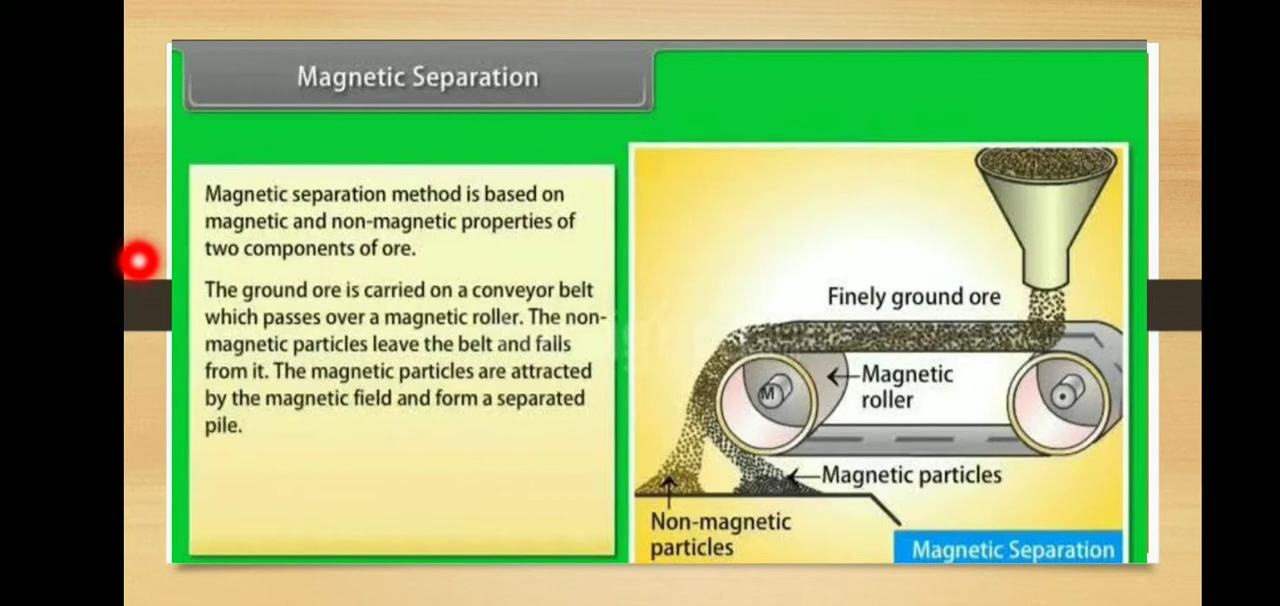 Magnetic Separation
Magnetic separation method is based on
magnetic and non-magnetic properties of
two components of ore.
The ground ore is carried on a conveyor belt
which passes over a magnetic roller. The non-
magnetic particles leave the belt and falls
from it. The magnetic particles are attracted
by the magnetic field and form a separated
pile.
Finely ground ore
Magnetic
roller
M
Magnetic particles
Non-magnetic
particles
Magnetic Separation